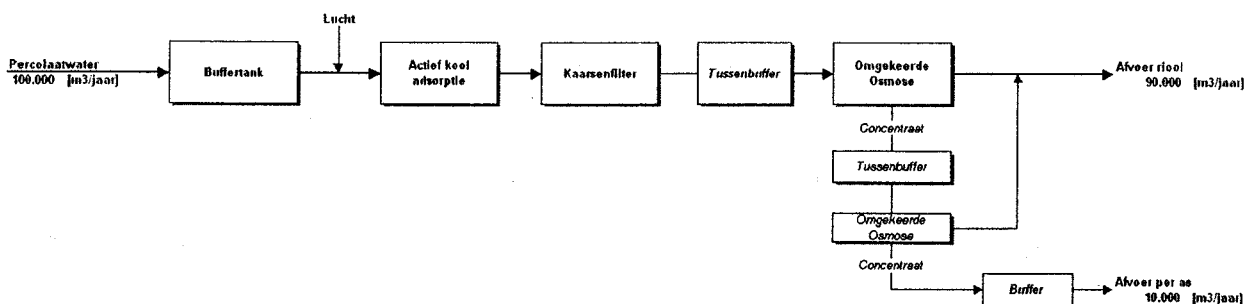 Lucht
Percolaatwater
100.000 [m3/jaar]
Buffertank
Actief kool
adsorptie
Kaarsenfilter
Tussenbuffer
Omgekeerde
Osmose
Afvoer riool
90.000 [m3/jaar]
Concentraat
Tussenbuffer
Omgekeerde
Osmose
Concentraat
Buffer
Afvoer per as
10.000 [m3/jaar]